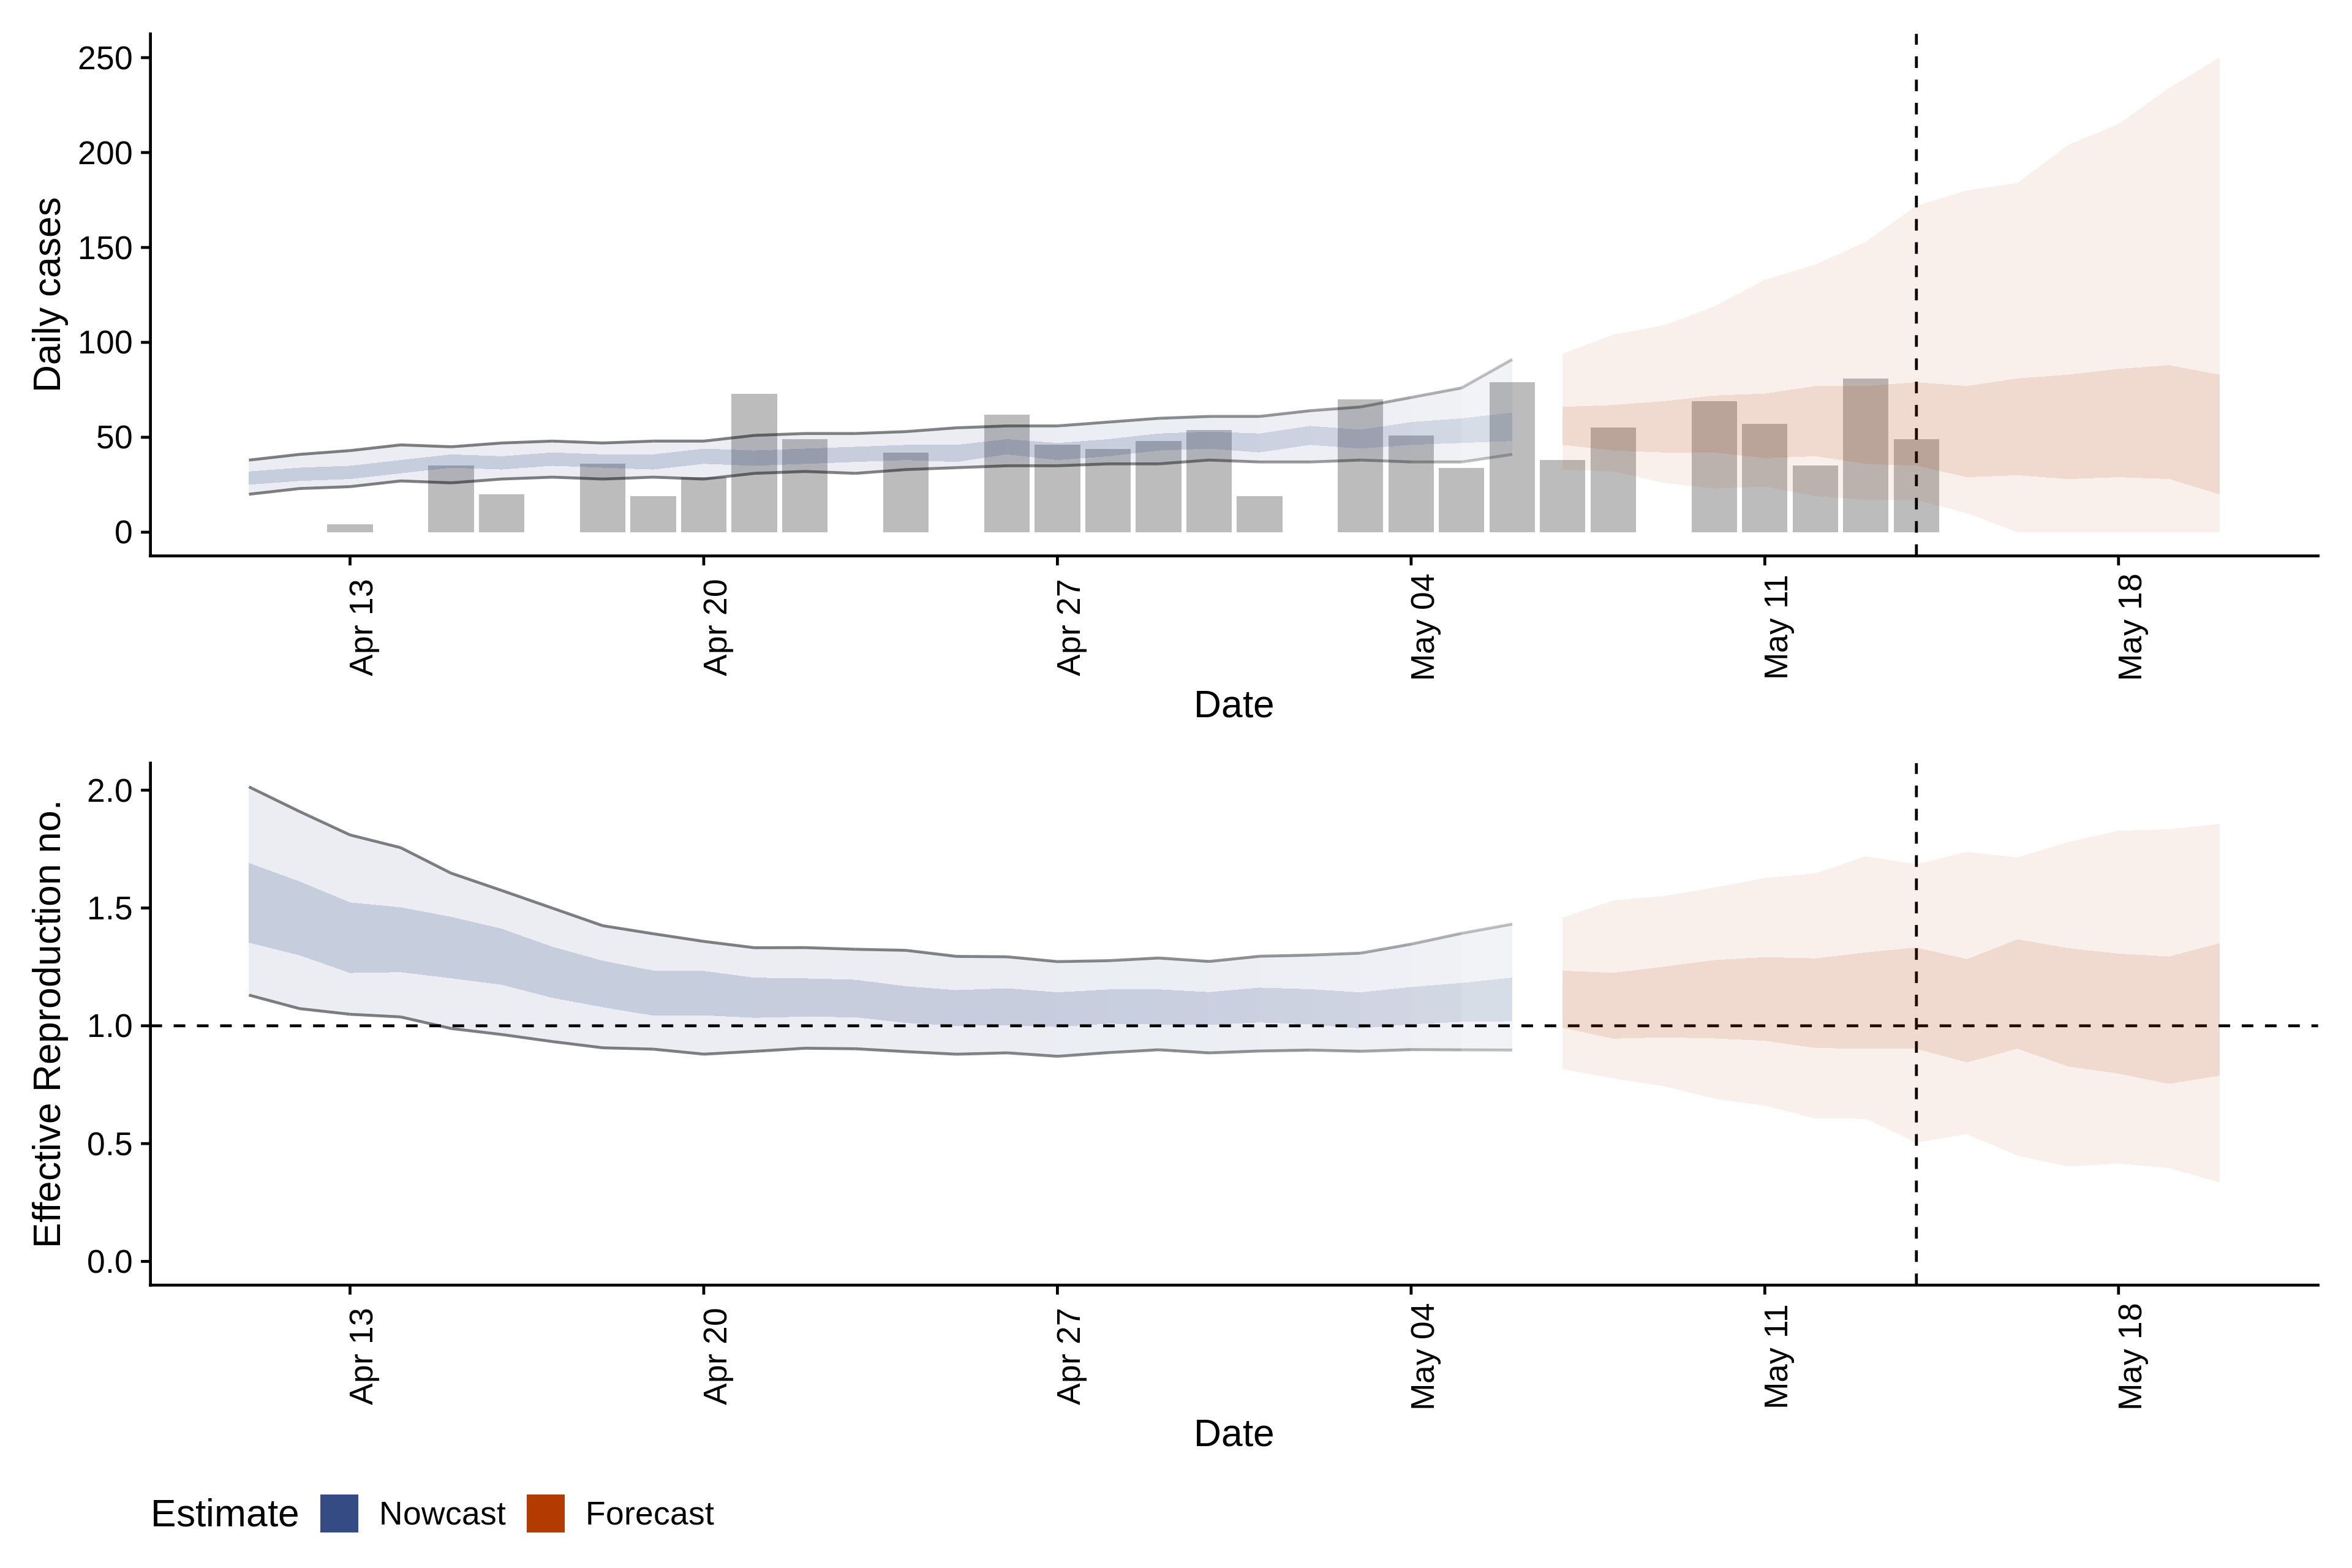 250
200
150
100
50
0
Daily cases
Apr 13
Apr 20
Apr 27
May 04
May 11
May 18
Date
2.0
1.5
1.0
0.5
0.0
Effective Reproduction no.
Apr 13
Apr 20
Apr 27
May 04
May 11
May 18
Date
Estimate Nowcast Forecast